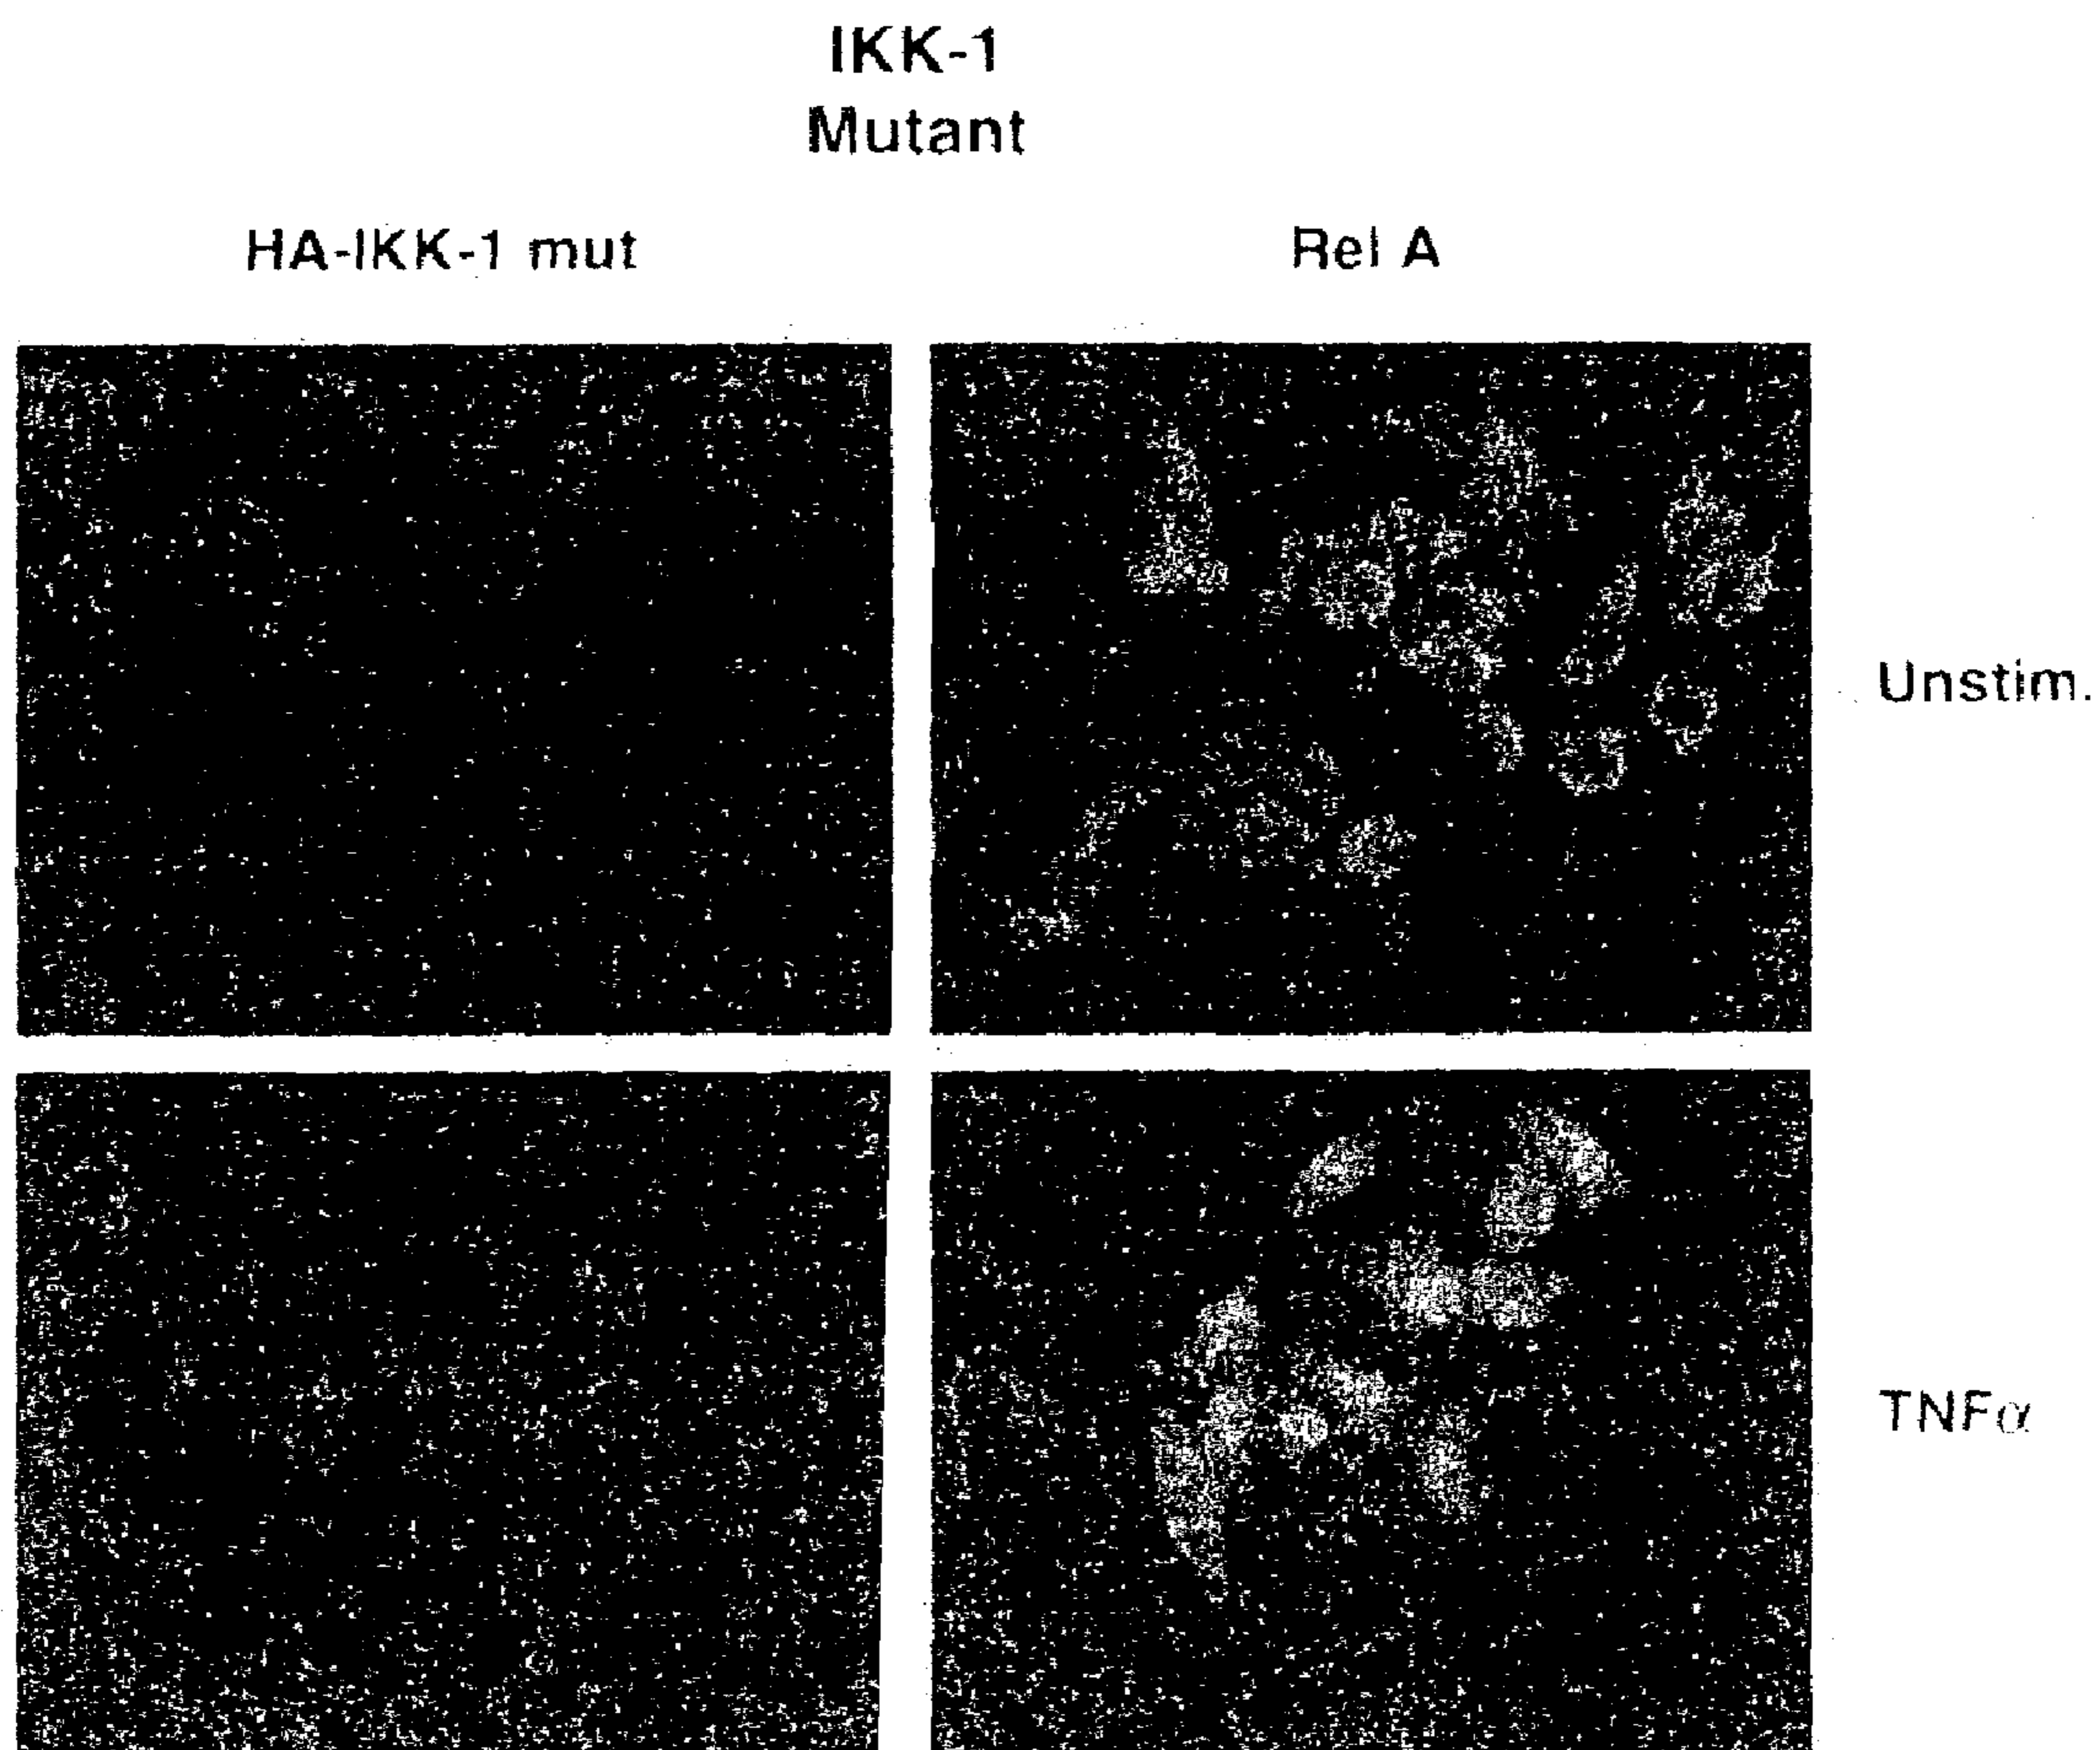 IKK-1
Mutant
HA-IKK-1 mut
Rel A
Unstim.
TNFα